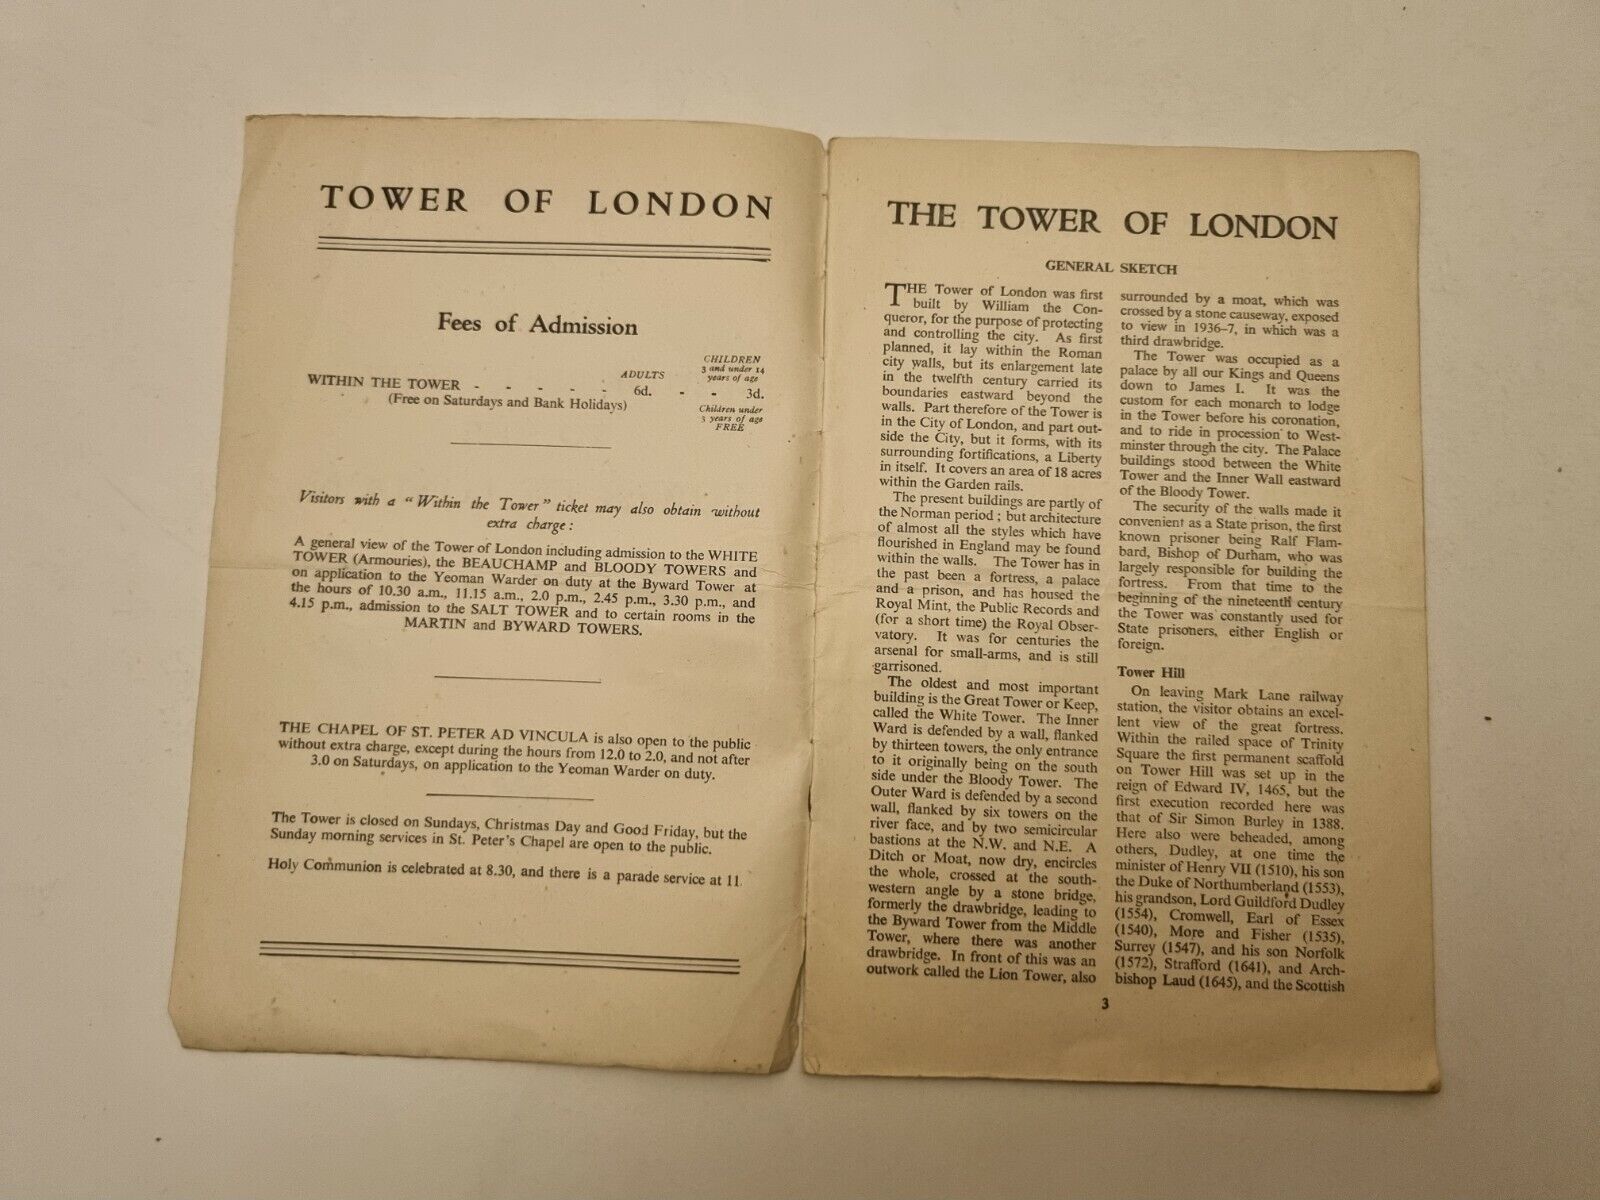 TOWER OF LONDON
Fees of Admission
CHILDREN
3 and under 14
years of age
ADULTS
WITHIN THE TOWER - - - - - 6d. - - 3d.
(Free on Saturdays and Bank Holidays)
Children under
3 years of age
FREE
Visitors with a "Within the Tower" ticket may also obtain without
extra charge:
A general view of the Tower of London including admission to the WHITE
TOWER (Armouries), the BEAUCHAMP and BLOODY TOWERS and
on application to the Yeoman Warder on duty at the Byward Tower at
the hours of 10.30 a.m., 11.15 a.m., 2.0 p.m., 2.45 p.m., 3.30 p.m., and
4.15 p.m., admission to the SALT TOWER and to certain rooms in the
MARTIN and BYWARD TOWERS.
THE CHAPEL OF ST. PETER AD VINCULA is also open to the public
without extra charge, except during the hours from 12.0 to 2.0, and not after
3.0 on Saturdays, on application to the Yeoman Warder on duty.
The Tower is closed on Sundays, Christmas Day and Good Friday, but the
Sunday morning services in St. Peter's Chapel are open to the public.
Holy Communion is celebrated at 8.30, and there is a parade service at 11.
THE TOWER OF LONDON
GENERAL SKETCH
THE Tower of London was first
built by William the Con-
queror, for the purpose of protecting
and controlling the city. As first
planned, it lay within the Roman
city walls, but its enlargement late
in the twelfth century carried its
boundaries eastward beyond the
walls. Part therefore of the Tower is
in the City of London, and part out-
side the City, but it forms, with its
surrounding fortifications, a Liberty
in itself. It covers an area of 18 acres
within the Garden rails.
The present buildings are partly of
the Norman period; but architecture
of almost all the styles which have
flourished in England may be found
within the walls. The Tower has in
the past been a fortress, a palace
and a prison, and has housed the
Royal Mint, the Public Records and
(for a short time) the Royal Obser-
vatory. It was for centuries the
arsenal for small-arms, and is still
garrisoned.
The oldest and most important
building is the Great Tower or Keep,
called the White Tower. The Inner
Ward is defended by a wall, flanked
by thirteen towers, the only entrance
to it originally being on the south
side under the Bloody Tower. The
Outer Ward is defended by a second
wall, flanked by six towers on the
river face, and by two semicircular
bastions at the N.W. and N.E. A
Ditch or Moat, now dry, encircles
the whole, crossed at the south-
western angle by a stone bridge,
formerly the drawbridge, leading to
the Byward Tower from the Middle
Tower, where there was another
drawbridge. In front of this was an
outwork called the Lion Tower, also
surrounded by a moat, which was
crossed by a stone causeway, exposed
to view in 1936-7, in which was a
third drawbridge.
The Tower was occupied as a
palace by all our Kings and Queens
down to James I. It was the
custom for each monarch to lodge
in the Tower before his coronation,
and to ride in procession to West-
minster through the city. The Palace
buildings stood between the White
Tower and the Inner Wall eastward
of the Bloody Tower.
The security of the walls made it
convenient as a State prison, the first
known prisoner being Ralf Flam-
bard, Bishop of Durham, who was
largely responsible for building the
fortress. From that time to the
beginning of the nineteenth century
the Tower was constantly used for
State prisoners, either English or
foreign.
Tower Hill
On leaving Mark Lane railway
station, the visitor obtains an excel-
lent view of the great fortress.
Within the railed space of Trinity
Square the first permanent scaffold
on Tower Hill was set up in the
reign of Edward IV, 1465, but the
first execution recorded here was
that of Sir Simon Burley in 1388.
Here also were beheaded, among
others, Dudley, at one time the
minister of Henry VII (1510), his son
the Duke of Northumberland (1553),
his grandson, Lord Guildford Dudley
(1554), Cromwell, Earl of Essex
(1540), More and Fisher (1535),
Surrey (1547), and his son Norfolk
(1572), Strafford (1641), and Arch-
bishop Laud (1645), and the Scottish
3